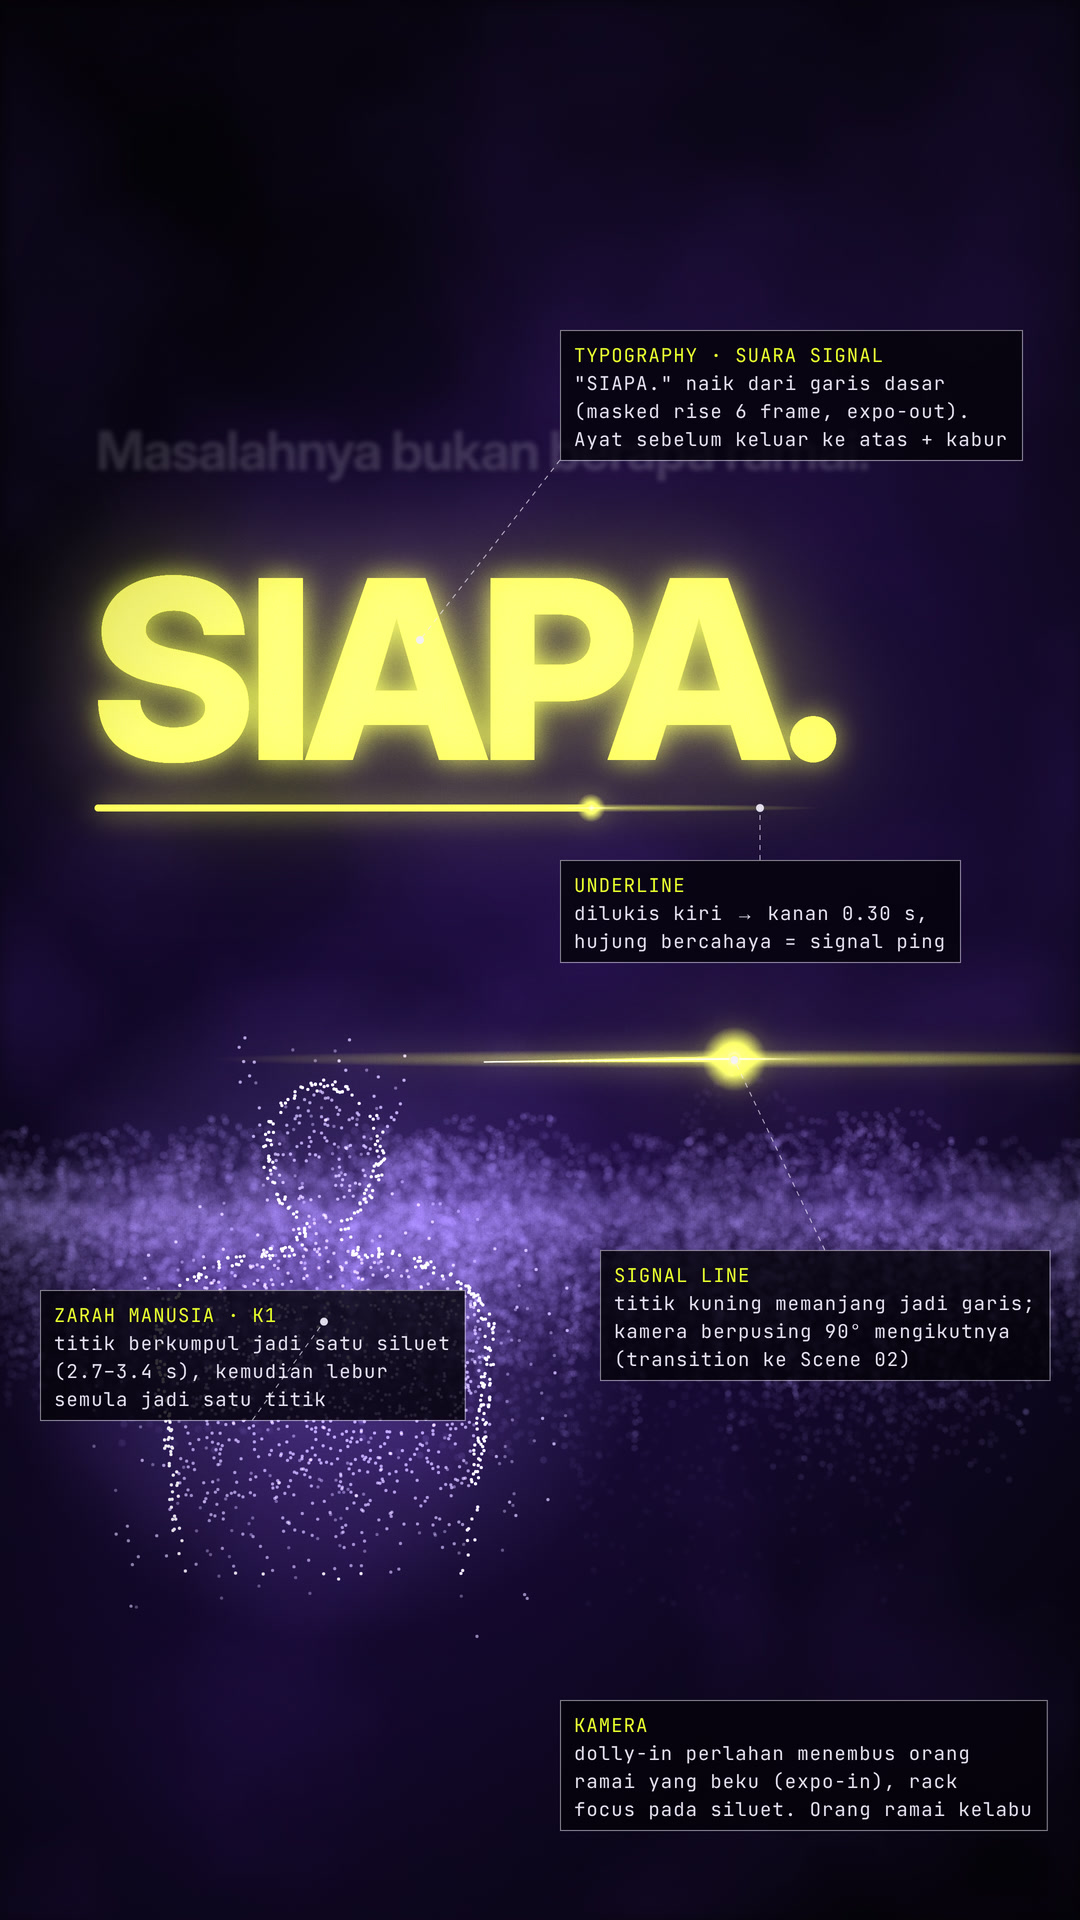 TYPOGRAPHY · SUARA SIGNAL
"SIAPA." naik dari garis dasar
(masked rise 6 frame, expo-out).
Ayat sebelum keluar ke atas + kabur
Masalahnya bukan berapa ramai.
SIAPA.
UNDERLINE
dilukis kiri → kanan 0.30 s,
hujung bercahaya = signal ping
SIGNAL LINE
titik kuning memanjang jadi garis;
kamera berpusing 90° mengikutnya
(transition ke Scene 02)
ZARAH MANUSIA · K1
titik berkumpul jadi satu siluet
(2.7–3.4 s), kemudian lebur
semula jadi satu titik
KAMERA
dolly-in perlahan menembus orang
ramai yang beku (expo-in), rack
focus pada siluet. Orang ramai kelabu